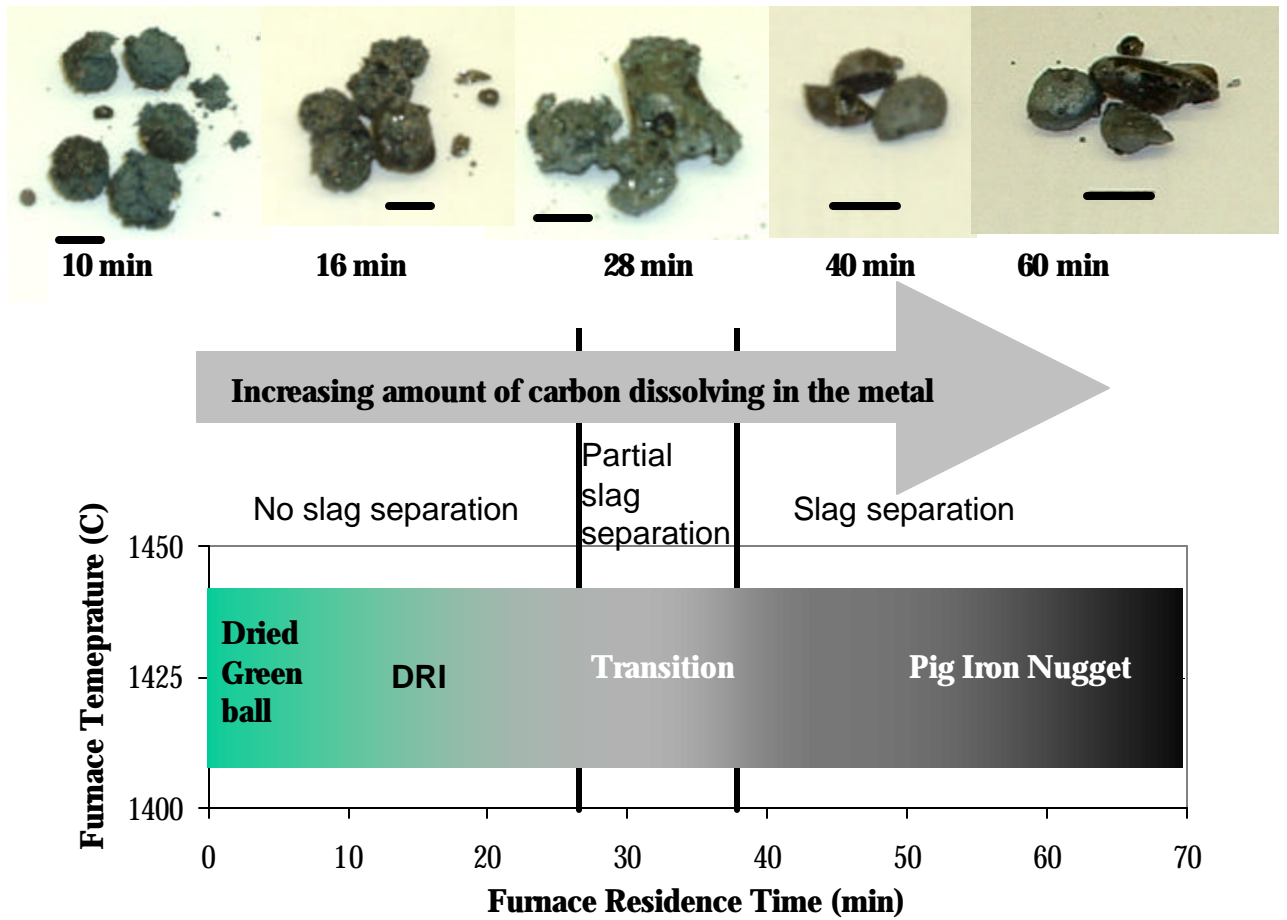 10 min
16 min
28 min
40 min
60 min
Increasing amount of carbon dissolving in the metal
No slag separation
Partial
slag
separation
Slag separation
Furnace Temeprature (C)
1450
1425
1400
Dried
Green
ball
DRI
Transition
Pig Iron Nugget
0
10
20
30
40
50
60
70
Furnace Residence Time (min)